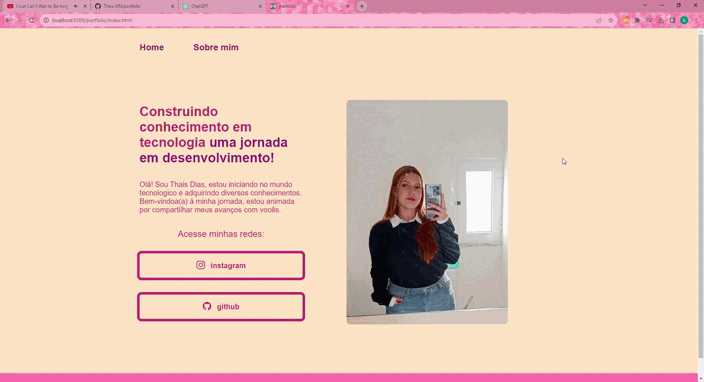 I Just Can't Wait to Be King
Thais-DN/portfolio
ChatGPT
portfolio
localhost:5500/portfolio/index.html
Home
Sobre mim
Construindo
conhecimento em
tecnologia uma jornada
em desenvolvimento!
Olá! Sou Thais Dias, estou iniciando no mundo
tecnologico e adquirindo diversos conhecimentos.
Bem-vindoa(a) à minha jornada, estou animada
por compartilhar meus avanços com vocês.
Acesse minhas redes:
instagram
github